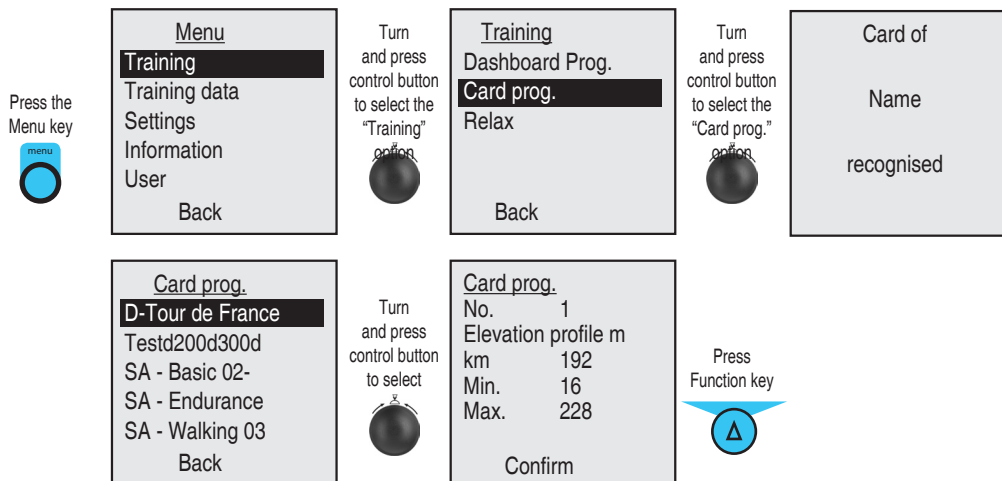 Press the
Menu key
menu
Menu
Training
Training data
Settings
Information
User
Back
Turn
and press
control button
to select the
“Training”
option
Training
Dashboard Prog.
Card prog.
Relax
Back
Turn
and press
control button
to select the
“Card prog.”
option
Card of
Name
recognised
Card prog.
D-Tour de France
Testd200d300d
SA - Basic 02-
SA - Endurance
SA - Walking 03
Back
Turn
and press
control button
to select
Card prog.
No. 1
Elevation profile m
km 192
Min. 16
Max. 228
Confirm
Press
Function key